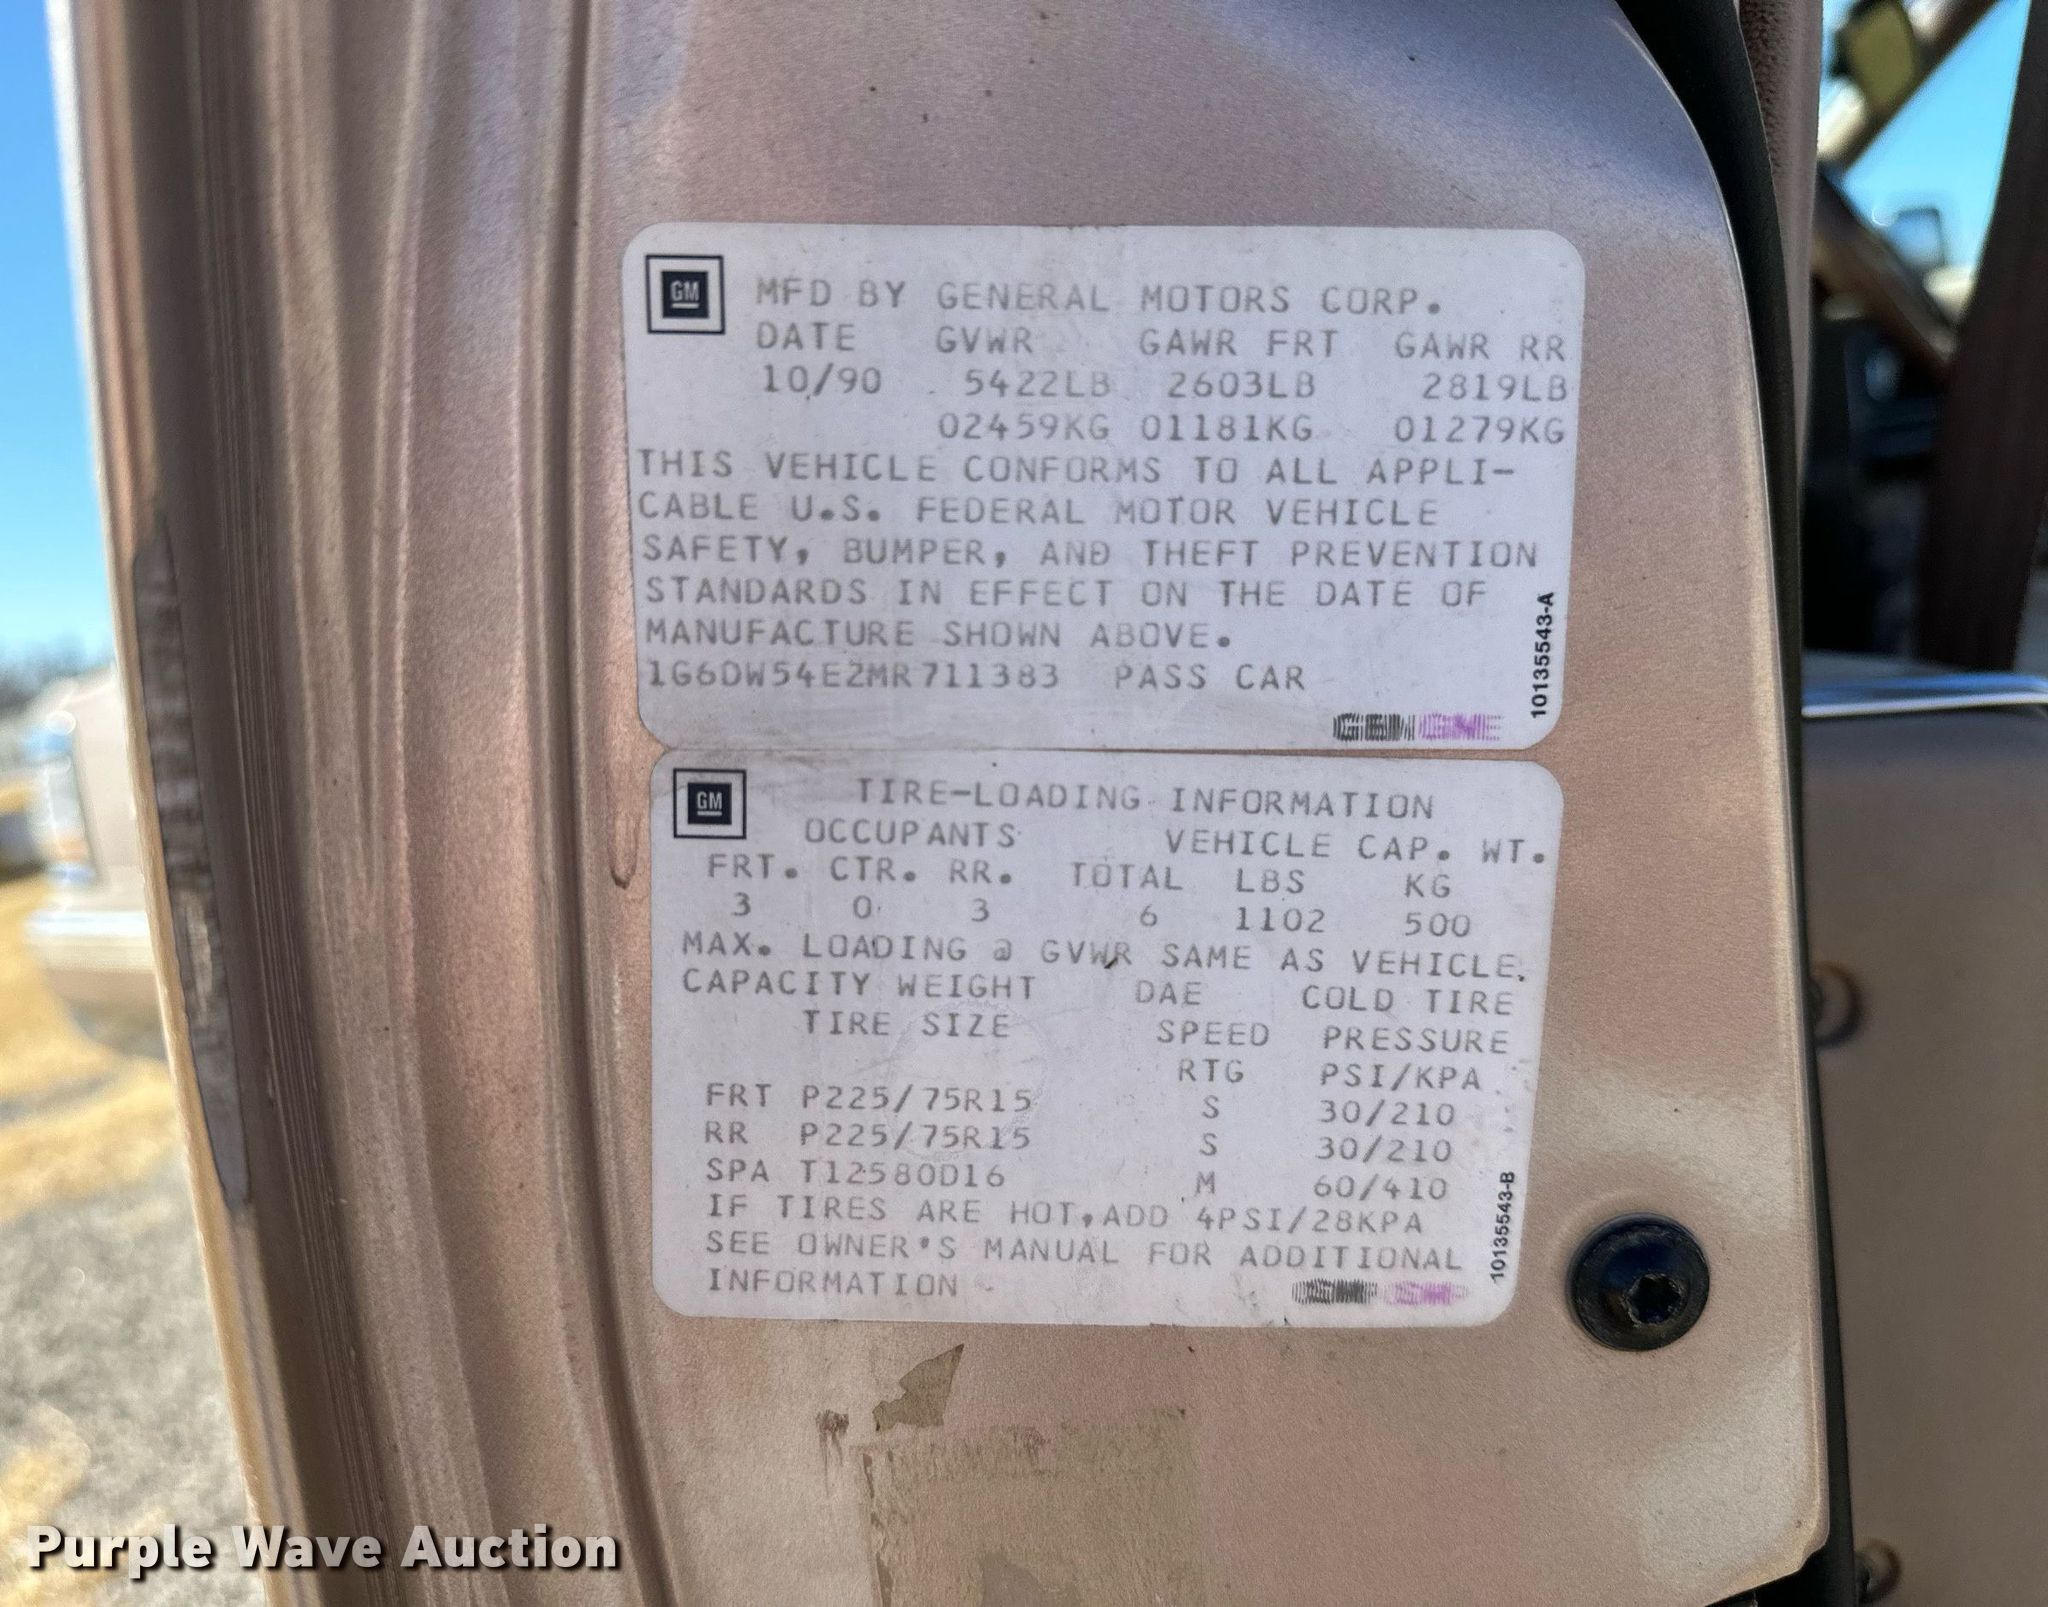 GM
MFD BY GENERAL MOTORS CORP.
DATE GVWR GAWR FRT GAWR RR
10/90 5422LB 2603LB 2819LB
02459KG 01181KG 01279KG
THIS VEHICLE CONFORMS TO ALL APPLI-
CABLE U.S. FEDERAL MOTOR VEHICLE
SAFETY, BUMPER, AND THEFT PREVENTION
STANDARDS IN EFFECT ON THE DATE OF
MANUFACTURE SHOWN ABOVE.
1G6DW54E2MR711383 PASS CAR
10135543-A
GM
TIRE-LOADING INFORMATION
OCCUPANTS VEHICLE CAP. WT.
FRT. CTR. RR. TOTAL LBS KG
3 0 3 6 1102 500
MAX. LOADING @ GVWR SAME AS VEHICLE
CAPACITY WEIGHT DAE COLD TIRE
TIRE SIZE SPEED PRESSURE
RTG PSI/KPA
FRT P225/75R15 S 30/210
RR P225/75R15 S 30/210
SPA T12580D16 M 60/410
IF TIRES ARE HOT, ADD 4PSI/28KPA
SEE OWNER'S MANUAL FOR ADDITIONAL
INFORMATION
10135543-B
Purple Wave Auction